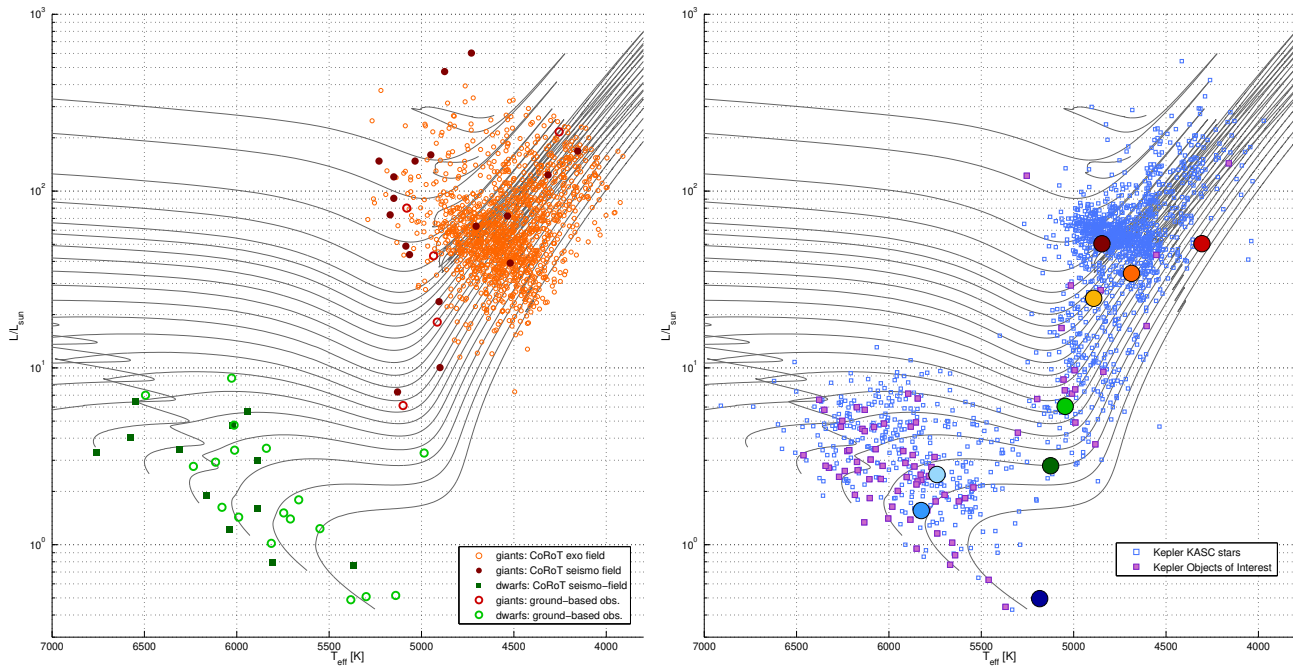 10³
10²
10¹
10⁰
L/L_sun
7000 6500 6000 5500 5000 4500 4000
T_eff [K]
giants: CoRoT exo field
giants: CoRoT seismo field
dwarfs: CoRoT seismo−field
giants: ground−based obs.
dwarfs: ground−based obs.
10³
10²
10¹
10⁰
L/L_sun
7000 6500 6000 5500 5000 4500 4000
T_eff [K]
Kepler KASC stars
Kepler Objects of Interest